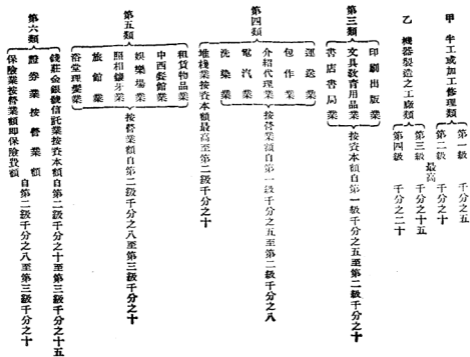 甲 半工或加工修理類
第一級 千分之五
第二級 千分之十
乙 機器製造之工廠類
第三級 千分之十五
最高
第四級 千分之二十
第三類
印刷出版業
文具教育用品業
書店書局業
按資本額自第一級千分之五至第二級千分之十
第四類
運送業
包作業
介紹代理業
電汽業
洗染業
按營業額自第一級千分之五至第二級千分之八
堆棧業按資本額最高至第二級千分之十
第五類
租賃物品業
中西餐館業
娛樂場業
照相鑲牙業
旅館業
浴堂理髮業
按營業額自第二級千分之八至第三級千分之十
第六類
錢莊金銀號信託業按資本額自第二級千分之十至第三級千分之十五
證券業按營業額
保險業按營業額即保險費額
自第二級千分之八至第三級千分之十